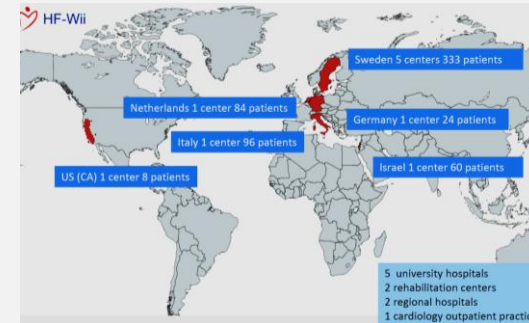 HF-Wii
Sweden 5 centers 333 patients
Netherlands 1 center 84 patients
Germany 1 center 24 patients
Italy 1 center 96 patients
Israel 1 center 60 patients
US (CA) 1 center 8 patients
5 university hospitals
2 rehabilitation centers
2 regional hospitals
1 cardiology outpatient practi